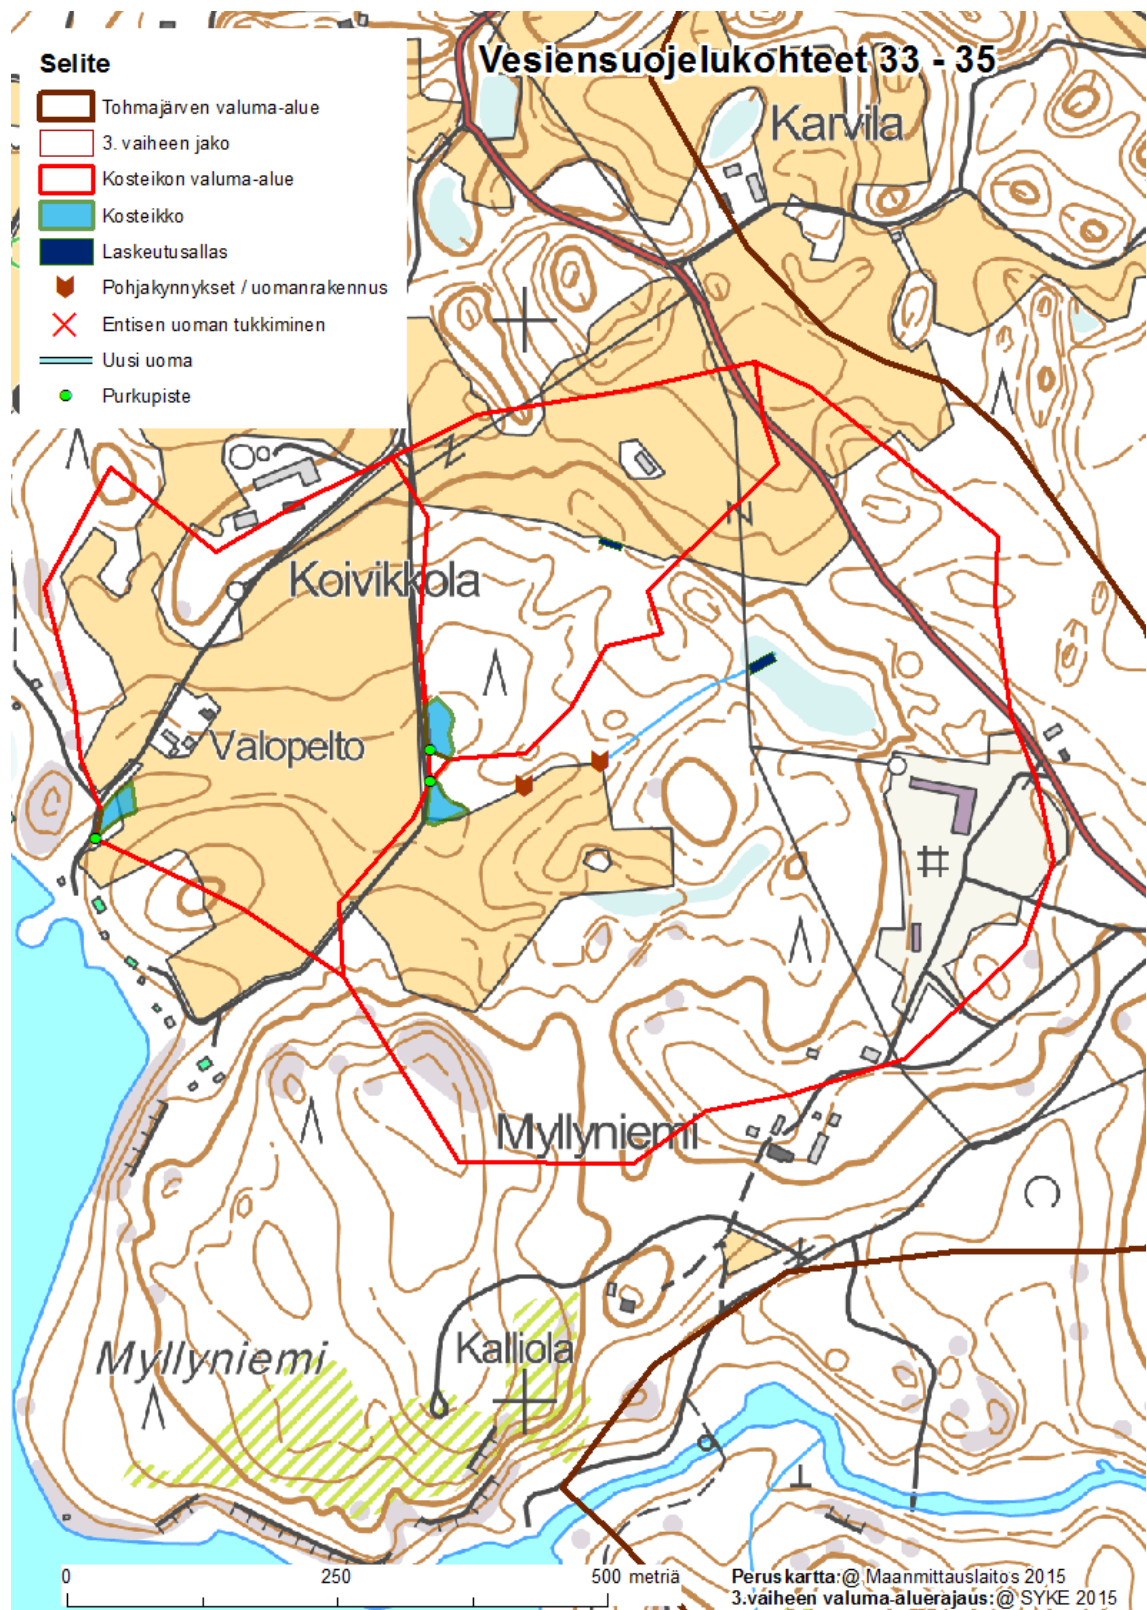 Vesiensuojelukohteet 33 - 35
Selite
Tohmajärven valuma-alue
3. vaiheen jako
Kosteikon valuma-alue
Kosteikko
Laskeutusallas
Pohjakynnykset / uomanrakennus
Entisen uoman tukkiminen
Uusi uoma
Purkupiste
Karvila
Koivikkola
Valopelto
Myllyniemi
Myllyniemi
Kalliola
0 250 500 metriä
Peruskartta:@ Maanmittauslaitos 2015
3.vaiheen valuma-aluerajaus:@ SYKE 2015